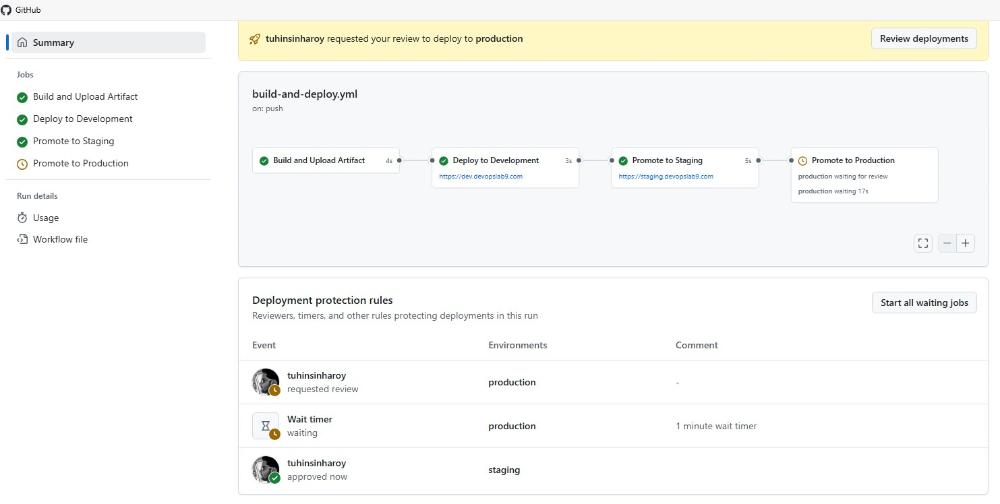 GitHub
Summary
Jobs
Build and Upload Artifact
Deploy to Development
Promote to Staging
Promote to Production
Run details
Usage
Workflow file
tuhinsinharoy requested your review to deploy to production
Review deployments
build-and-deploy.yml
on: push
Build and Upload Artifact 4s
Deploy to Development 3s
https://dev.devopslab9.com
Promote to Staging 5s
https://staging.devopslab9.com
Promote to Production
production waiting for review
production waiting 17s
Deployment protection rules
Reviewers, timers, and other rules protecting deployments in this run
Start all waiting jobs
Event Environments Comment
tuhinsinharoy
requested review
production
-
Wait timer
waiting
production
1 minute wait timer
tuhinsinharoy
approved now
staging